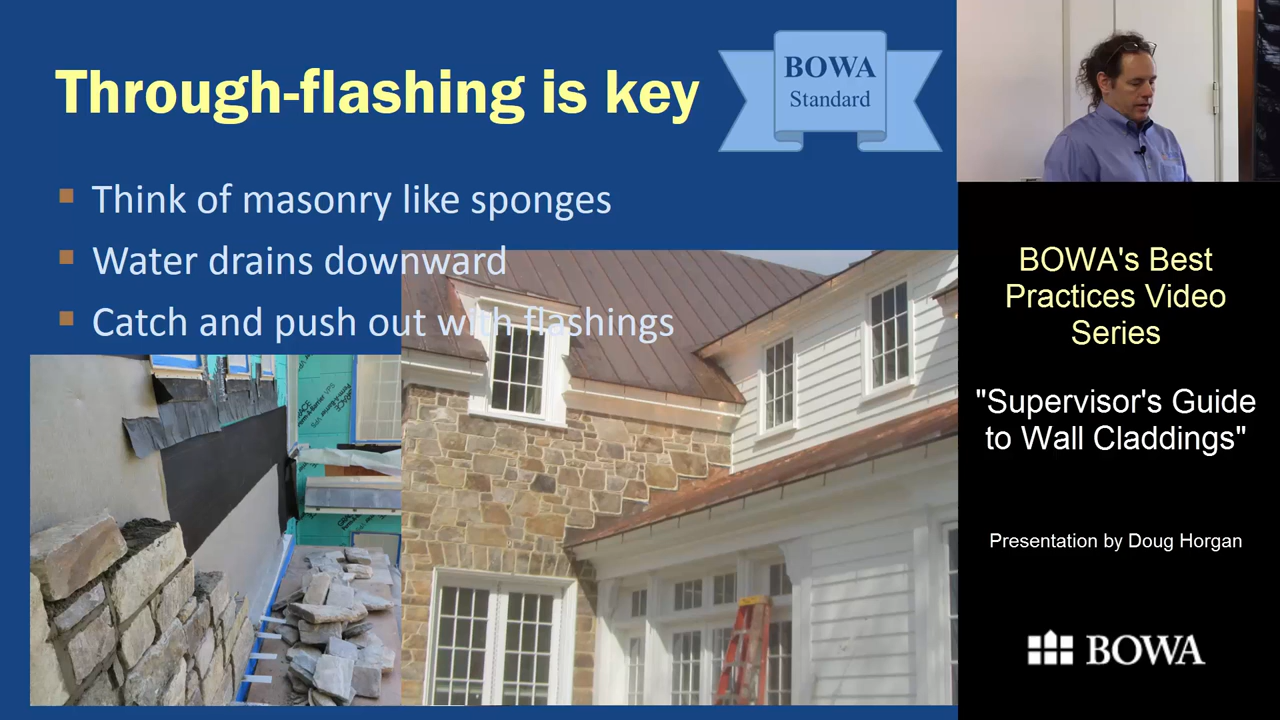 Through-flashing is key
BOWA
Standard
Think of masonry like sponges
Water drains downward
Catch and push out with flashings
BOWA's Best
Practices Video
Series
"Supervisor's Guide
to Wall Claddings"
Presentation by Doug Horgan
BOWA